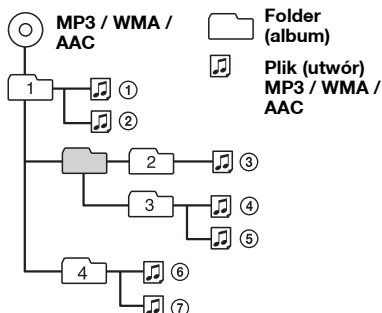 MP3 / WMA /
AAC
Folder
(album)
Plik (utwór)
MP3 / WMA /
AAC
1
①
②
2
③
3
④
⑤
4
⑥
⑦